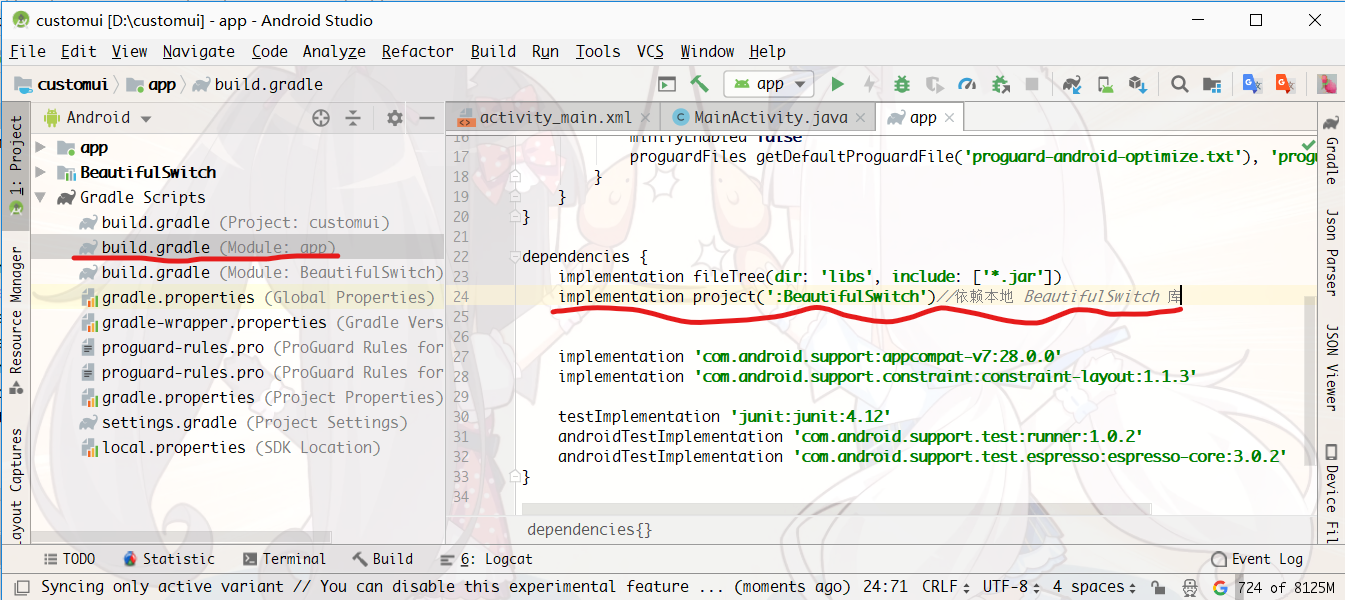 customui [D:\customui] - app - Android Studio
File Edit View Navigate Code Analyze Refactor Build Run Tools VCS Window Help
customui app build.gradle
app
1: Project
Resource Manager
Layout Captures
Android
app
BeautifulSwitch
Gradle Scripts
build.gradle (Project: customui)
build.gradle (Module: app)
build.gradle (Module: BeautifulSwitch)
gradle.properties (Global Properties)
gradle-wrapper.properties (Gradle Vers
proguard-rules.pro (ProGuard Rules for
proguard-rules.pro (ProGuard Rules for
gradle.properties (Project Properties)
settings.gradle (Project Settings)
local.properties (SDK Location)
activity_main.xml MainActivity.java app
16 minifyEnabled false
17 proguardFiles getDefaultProguardFile('proguard-android-optimize.txt'), 'progu
18 }
19 }
20 }
21
22 dependencies {
23 implementation fileTree(dir: 'libs', include: ['*.jar'])
24 implementation project(':BeautifulSwitch')//依赖本地 BeautifulSwitch 库
25
26
27 implementation 'com.android.support:appcompat-v7:28.0.0'
28 implementation 'com.android.support.constraint:constraint-layout:1.1.3'
29
30 testImplementation 'junit:junit:4.12'
31 androidTestImplementation 'com.android.support.test:runner:1.0.2'
32 androidTestImplementation 'com.android.support.test.espresso:espresso-core:3.0.2'
33 }
34
dependencies{}
Gradle
Json Parser
JSON Viewer
Device Fil
TODO Statistic Terminal Build 6: Logcat Event Log
Syncing only active variant // You can disable this experimental feature ... (moments ago) 24:71 CRLF UTF-8 4 spaces 724 of 8125M